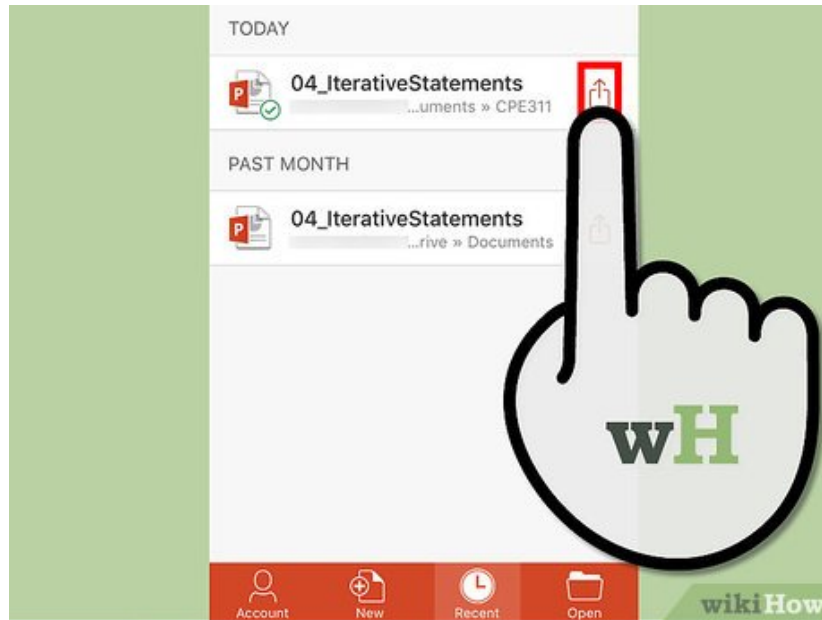 TODAY
04_IterativeStatements
...uments » CPE311
PAST MONTH
04_IterativeStatements
...rive » Documents
wH
Account New Recent Open
wikiHow